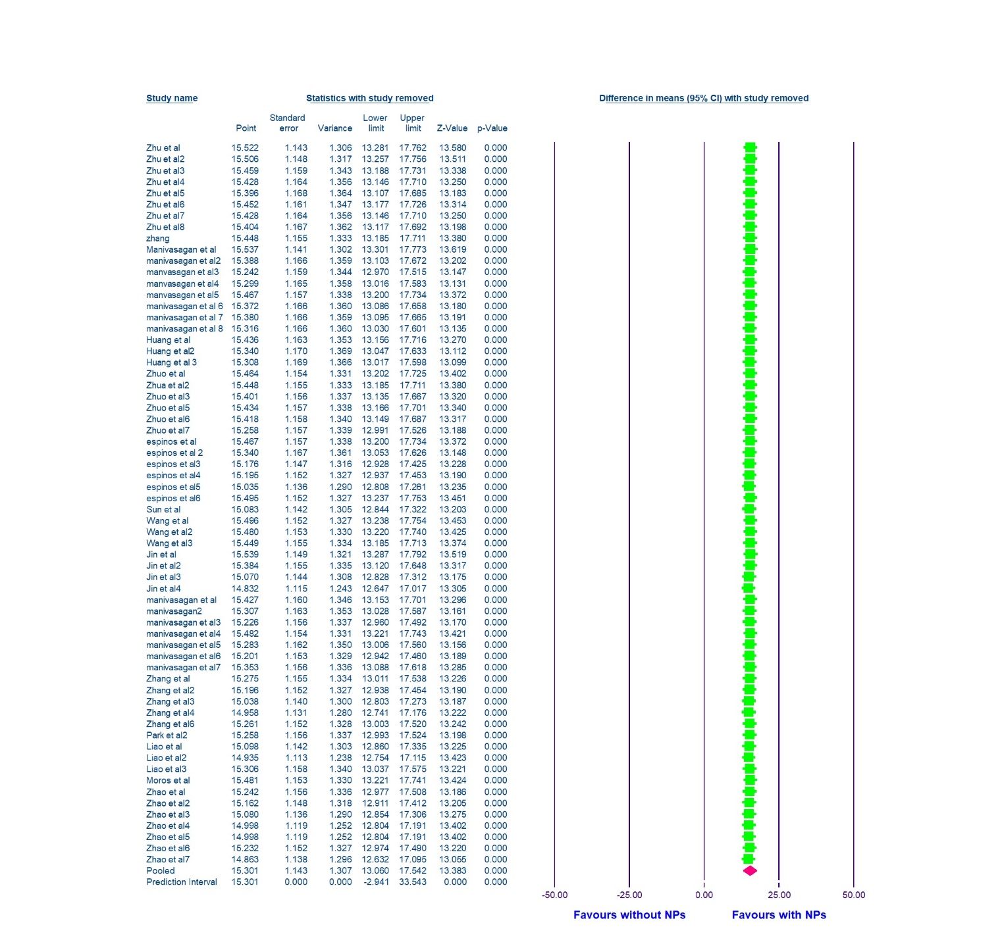 Study name Statistics with study removed Difference in means (95% CI) with study removed
Standard Lower Upper
Point error Variance limit limit Z-Value p-Value
Zhu et al 15.522 1.143 1.306 13.281 17.762 13.580 0.000
Zhu et al2 15.506 1.148 1.317 13.257 17.756 13.511 0.000
Zhu et al3 15.459 1.159 1.343 13.188 17.731 13.338 0.000
Zhu et al4 15.428 1.164 1.356 13.146 17.710 13.250 0.000
Zhu et al5 15.396 1.168 1.364 13.107 17.685 13.183 0.000
Zhu et al6 15.452 1.161 1.347 13.177 17.726 13.314 0.000
Zhu et al7 15.428 1.164 1.356 13.146 17.710 13.250 0.000
Zhu et al8 15.404 1.167 1.362 13.117 17.692 13.198 0.000
zhang 15.448 1.155 1.333 13.185 17.711 13.380 0.000
Manivasagan et al 15.537 1.141 1.302 13.301 17.773 13.619 0.000
manivasagan et al2 15.388 1.166 1.359 13.103 17.672 13.202 0.000
manvasagan et al3 15.242 1.159 1.344 12.970 17.515 13.147 0.000
manvasagan et al4 15.299 1.165 1.358 13.016 17.583 13.131 0.000
manvasagan et al5 15.467 1.157 1.338 13.200 17.734 13.372 0.000
manivasagan et al 6 15.372 1.166 1.360 13.086 17.658 13.180 0.000
manivasagan et al 7 15.380 1.166 1.359 13.095 17.665 13.191 0.000
manivasagan et al 8 15.316 1.166 1.360 13.030 17.601 13.135 0.000
Huang et al 15.436 1.163 1.353 13.156 17.716 13.270 0.000
Huang et al2 15.340 1.170 1.369 13.047 17.633 13.112 0.000
Huang et al 3 15.308 1.169 1.366 13.017 17.598 13.099 0.000
Zhuo et al 15.464 1.154 1.331 13.202 17.725 13.402 0.000
Zhua et al2 15.448 1.155 1.333 13.185 17.711 13.380 0.000
Zhuo et al3 15.401 1.156 1.337 13.135 17.667 13.320 0.000
Zhuo et al5 15.434 1.157 1.338 13.166 17.701 13.340 0.000
Zhuo et al6 15.418 1.158 1.340 13.149 17.687 13.317 0.000
Zhuo et al7 15.258 1.157 1.339 12.991 17.526 13.188 0.000
espinos et al 15.467 1.157 1.338 13.200 17.734 13.372 0.000
espinos et al 2 15.340 1.167 1.361 13.053 17.626 13.148 0.000
espinos et al3 15.176 1.147 1.316 12.928 17.425 13.228 0.000
espinos et al4 15.195 1.152 1.327 12.937 17.453 13.190 0.000
espinos et al5 15.035 1.136 1.290 12.808 17.261 13.235 0.000
espinos et al6 15.495 1.152 1.327 13.237 17.753 13.451 0.000
Sun et al 15.083 1.142 1.305 12.844 17.322 13.203 0.000
Wang et al 15.496 1.152 1.327 13.238 17.754 13.453 0.000
Wang et al2 15.480 1.153 1.330 13.220 17.740 13.425 0.000
Wang et al3 15.449 1.155 1.334 13.185 17.713 13.374 0.000
Jin et al 15.539 1.149 1.321 13.287 17.792 13.519 0.000
Jin et al2 15.384 1.155 1.335 13.120 17.648 13.317 0.000
Jin et al3 15.070 1.144 1.308 12.828 17.312 13.175 0.000
Jin et al4 14.832 1.115 1.243 12.647 17.017 13.305 0.000
manivasagan et al 15.427 1.160 1.346 13.153 17.701 13.296 0.000
manivasagan2 15.307 1.163 1.353 13.028 17.587 13.161 0.000
manivasagan et al3 15.226 1.156 1.337 12.960 17.492 13.170 0.000
manivasagan et al4 15.482 1.154 1.331 13.221 17.743 13.421 0.000
manivasagan et al5 15.283 1.162 1.350 13.006 17.560 13.156 0.000
manivasagan et al6 15.201 1.153 1.329 12.942 17.460 13.189 0.000
manivasagan et al7 15.353 1.156 1.336 13.088 17.618 13.285 0.000
Zhang et al 15.275 1.155 1.334 13.011 17.538 13.226 0.000
Zhang et al2 15.196 1.152 1.327 12.938 17.454 13.190 0.000
Zhang et al3 15.038 1.140 1.300 12.803 17.273 13.187 0.000
Zhang et al4 14.958 1.131 1.280 12.741 17.176 13.222 0.000
Zhang et al6 15.261 1.152 1.328 13.003 17.520 13.242 0.000
Park et al2 15.258 1.156 1.337 12.993 17.524 13.198 0.000
Liao et al 15.098 1.142 1.303 12.860 17.335 13.225 0.000
Liao et al2 14.935 1.113 1.238 12.754 17.115 13.423 0.000
Liao et al3 15.306 1.158 1.340 13.037 17.575 13.221 0.000
Moros et al 15.481 1.153 1.330 13.221 17.741 13.424 0.000
Zhao et al 15.242 1.156 1.336 12.977 17.508 13.186 0.000
Zhao et al2 15.162 1.148 1.318 12.911 17.412 13.205 0.000
Zhao et al3 15.080 1.136 1.290 12.854 17.306 13.275 0.000
Zhao et al4 14.998 1.119 1.252 12.804 17.191 13.402 0.000
Zhao et al5 14.998 1.119 1.252 12.804 17.191 13.402 0.000
Zhao et al6 15.232 1.152 1.327 12.974 17.490 13.220 0.000
Zhao et al7 14.863 1.138 1.296 12.632 17.095 13.055 0.000
Pooled 15.301 1.143 1.307 13.060 17.542 13.383 0.000
Prediction Interval 15.301 0.000 0.000 -2.941 33.543 0.000 0.000
-50.00 -25.00 0.00 25.00 50.00
Favours without NPs Favours with NPs